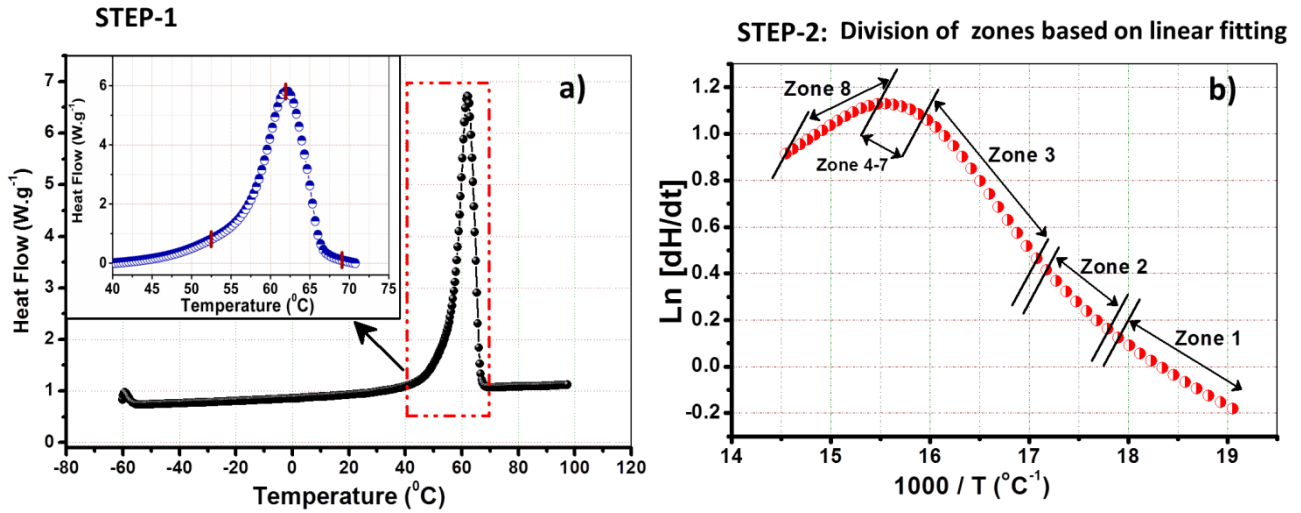 STEP-1
a)
Heat Flow (W.g⁻¹)
7
6
5
4
3
2
1
0
-80 -60 -40 -20 0 20 40 60 80 100 120
Temperature (⁰C)
Heat Flow (W.g⁻¹)
6
4
2
0
40 45 50 55 60 65 70 75
Temperature (⁰C)
STEP-2: Division of zones based on linear fitting
b)
Ln [dH/dt]
1.2
1.0
0.8
0.6
0.4
0.2
0.0
-0.2
Zone 8
Zone 4-7
Zone 3
Zone 2
Zone 1
14 15 16 17 18 19
1000 / T (⁰C⁻¹)